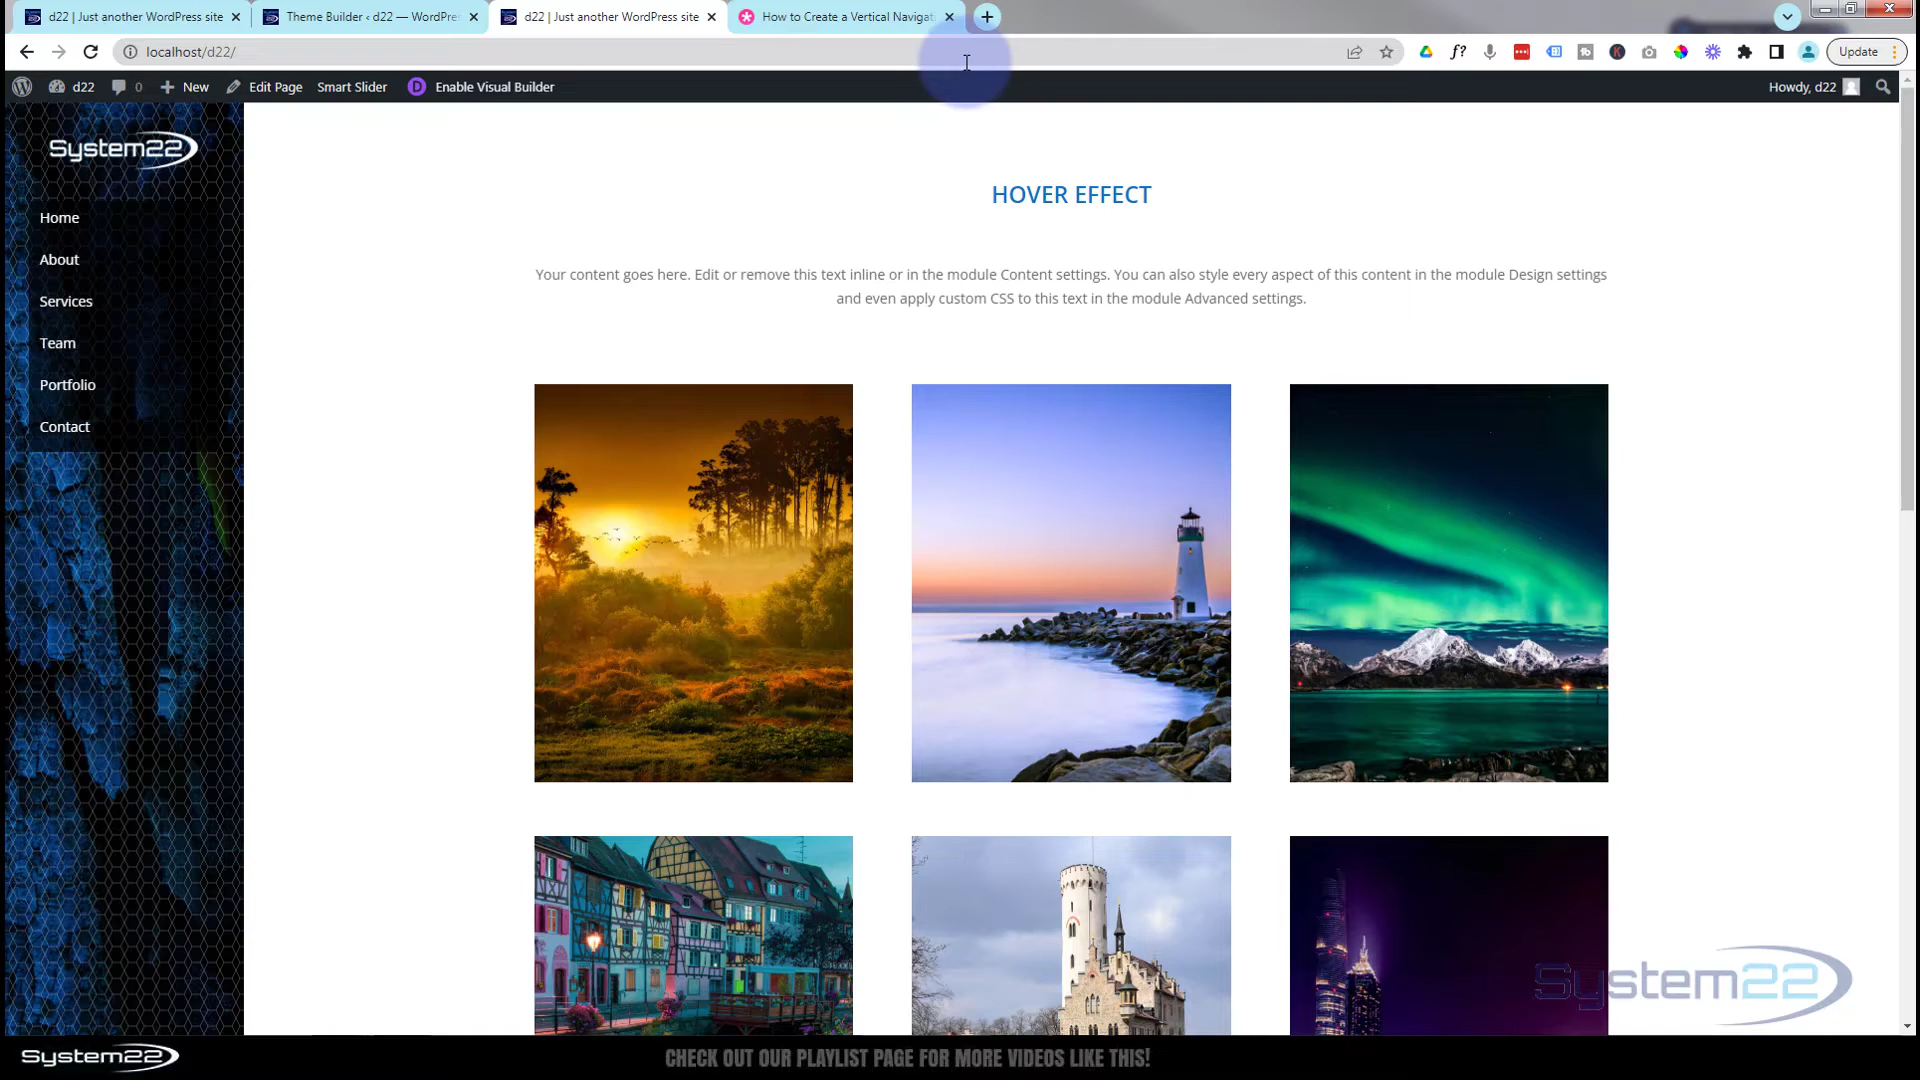 d22 | Just another WordPress site
Theme Builder ‹ d22 — WordPre
d22 | Just another WordPress site
How to Create a Vertical Navigat
localhost/d22/
Update
d22
0
New
Edit Page
Smart Slider
Enable Visual Builder
Howdy, d22
System22
Home
About
Services
Team
Portfolio
Contact
HOVER EFFECT
Your content goes here. Edit or remove this text inline or in the module Content settings. You can also style every aspect of this content in the module Design settings
and even apply custom CSS to this text in the module Advanced settings.
System22
System22
CHECK OUT OUR PLAYLIST PAGE FOR MORE VIDEOS LIKE THIS!